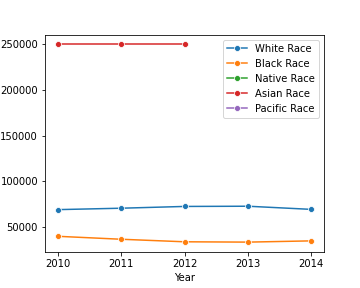 250000
200000
150000
100000
50000
2010 2011 2012 2013 2014
Year
White Race
Black Race
Native Race
Asian Race
Pacific Race